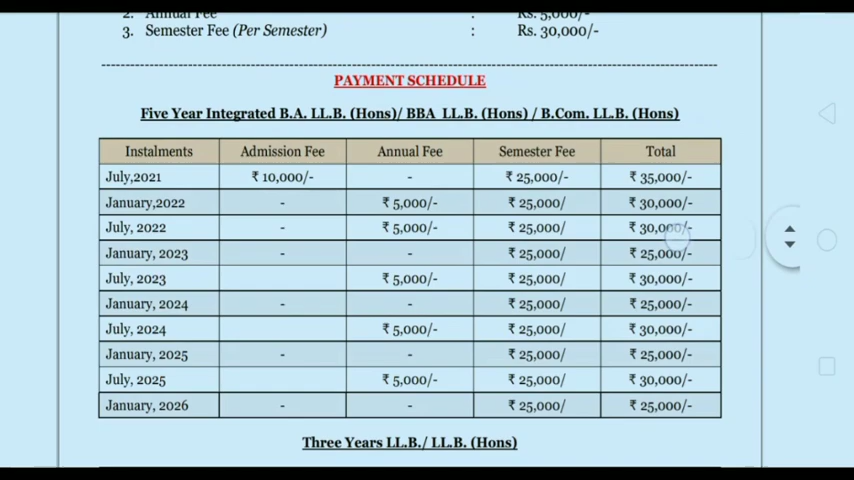 2. Annual Fee : Rs. 5,000/-
3. Semester Fee (Per Semester) : Rs. 30,000/-
PAYMENT SCHEDULE
Five Year Integrated B.A. LL.B. (Hons)/ BBA LL.B. (Hons) / B.Com. LL.B. (Hons)
Instalments Admission Fee Annual Fee Semester Fee Total
July,2021 ₹ 10,000/- - ₹ 25,000/- ₹ 35,000/-
January,2022 - ₹ 5,000/- ₹ 25,000/ ₹ 30,000/-
July, 2022 - ₹ 5,000/- ₹ 25,000/ ₹ 30,000/-
January, 2023 - - ₹ 25,000/ ₹ 25,000/-
July, 2023 ₹ 5,000/- ₹ 25,000/ ₹ 30,000/-
January, 2024 - - ₹ 25,000/ ₹ 25,000/-
July, 2024 ₹ 5,000/- ₹ 25,000/ ₹ 30,000/-
January, 2025 - - ₹ 25,000/ ₹ 25,000/-
July, 2025 ₹ 5,000/- ₹ 25,000/ ₹ 30,000/-
January, 2026 - - ₹ 25,000/ ₹ 25,000/-
Three Years LL.B./ LL.B. (Hons)